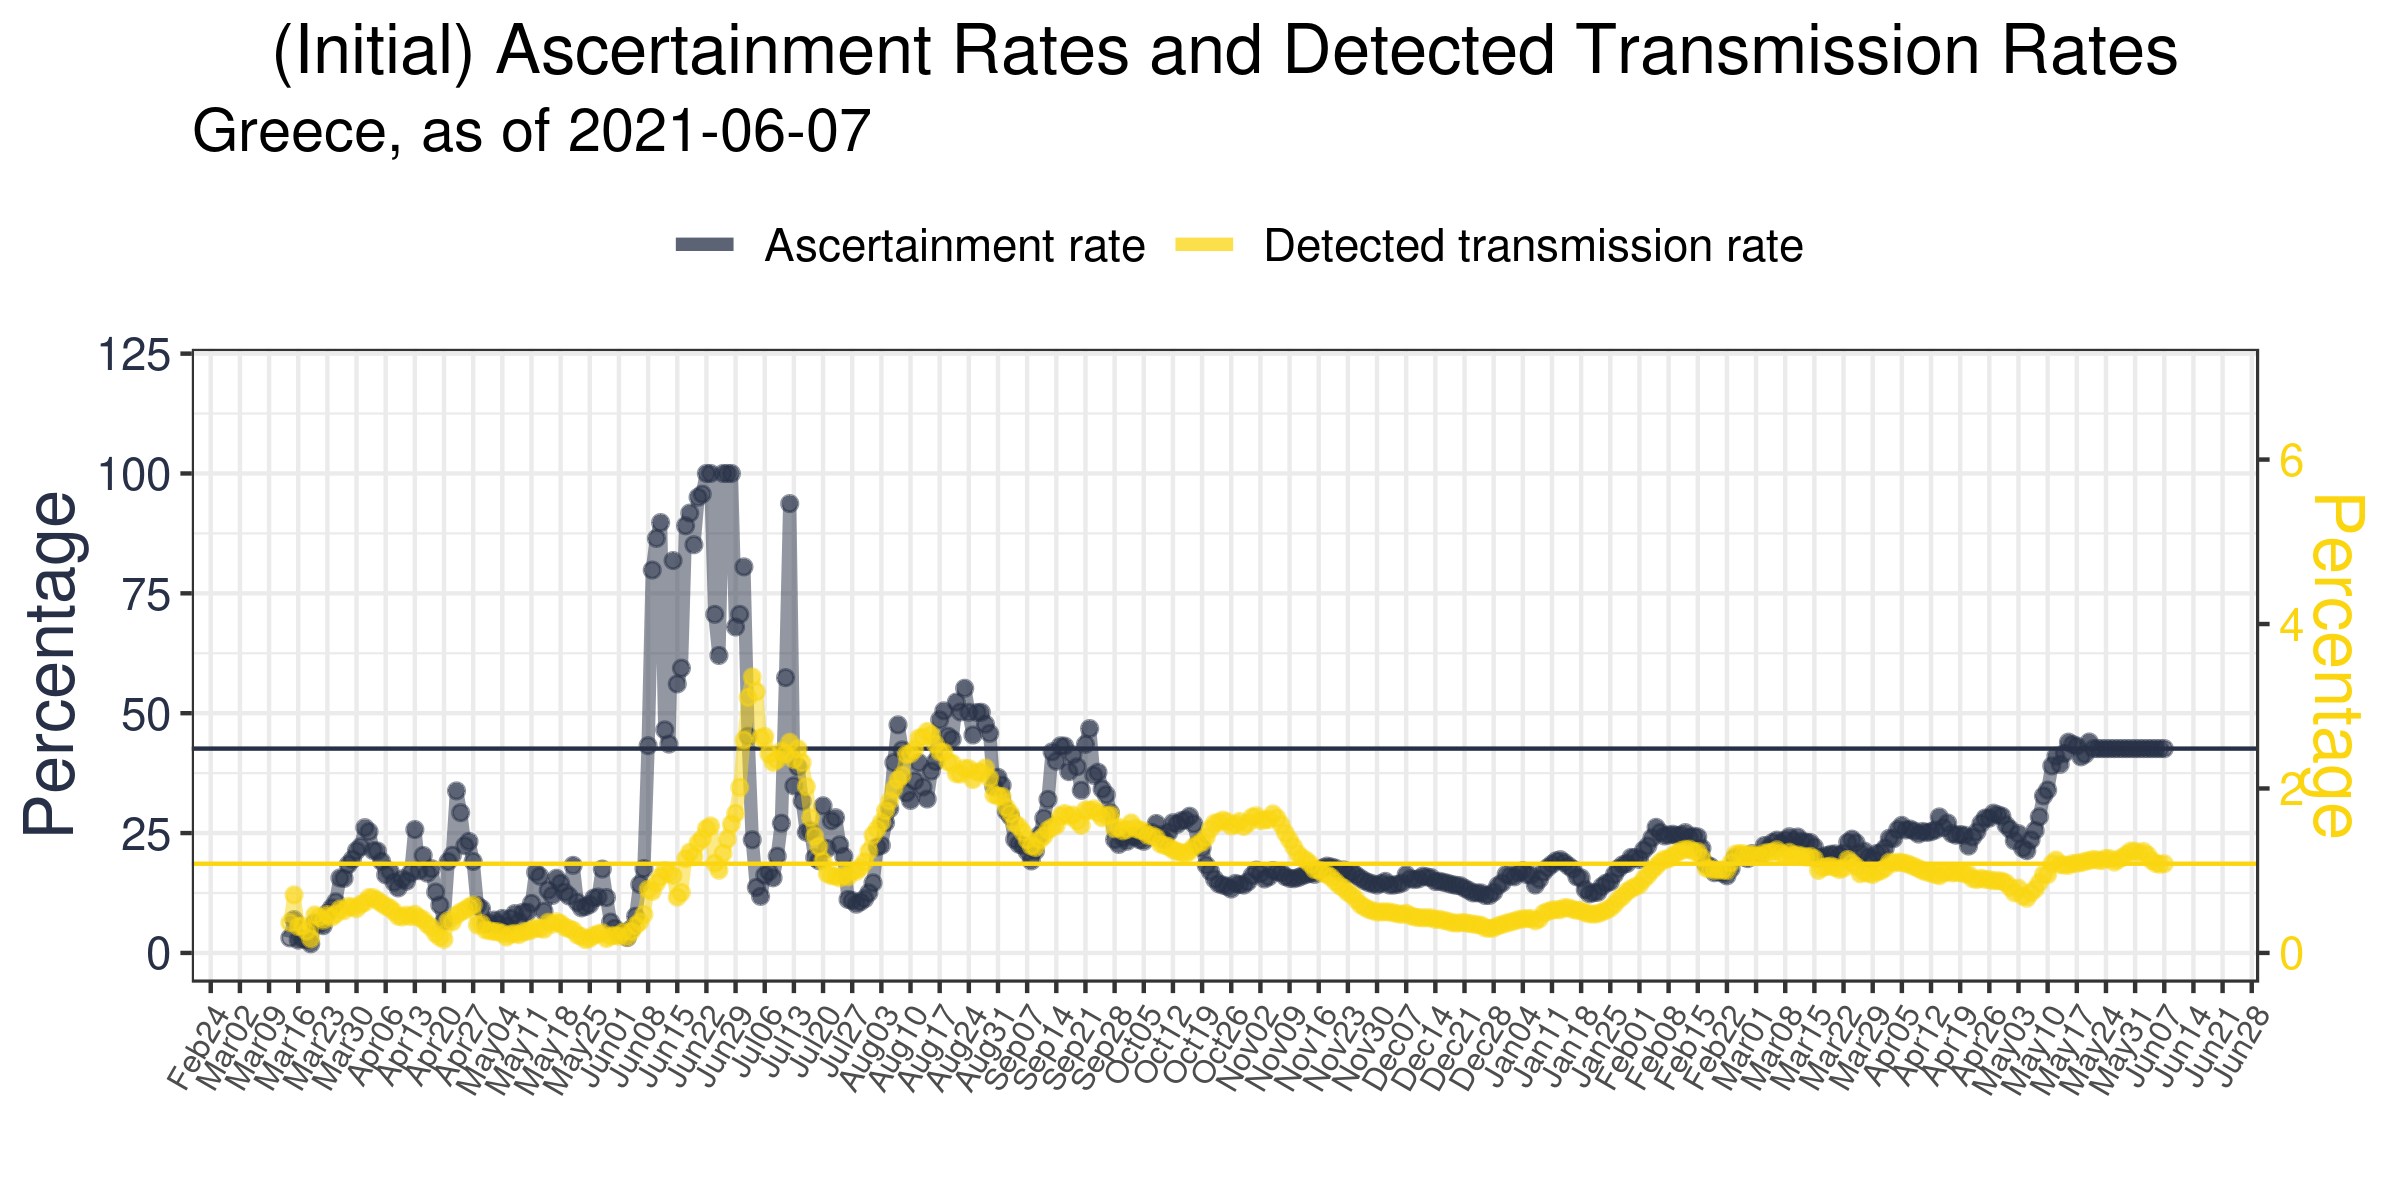 (Initial) Ascertainment Rates and Detected Transmission Rates
Greece, as of 2021-06-07
Ascertainment rate
Detected transmission rate
Percentage
125
100
75
50
25
0
6
4
2
0
Percentage
Feb24
Mar02
Mar09
Mar16
Mar23
Mar30
Apr06
Apr13
Apr20
Apr27
May04
May11
May18
May25
Jun01
Jun08
Jun15
Jun22
Jun29
Jul06
Jul13
Jul20
Jul27
Aug03
Aug10
Aug17
Aug24
Aug31
Sep07
Sep14
Sep21
Sep28
Oct05
Oct12
Oct19
Oct26
Nov02
Nov09
Nov16
Nov23
Nov30
Dec07
Dec14
Dec21
Dec28
Jan04
Jan11
Jan18
Jan25
Feb01
Feb08
Feb15
Feb22
Mar01
Mar08
Mar15
Mar22
Mar29
Apr05
Apr12
Apr19
Apr26
May03
May10
May17
May24
May31
Jun07
Jun14
Jun21
Jun28